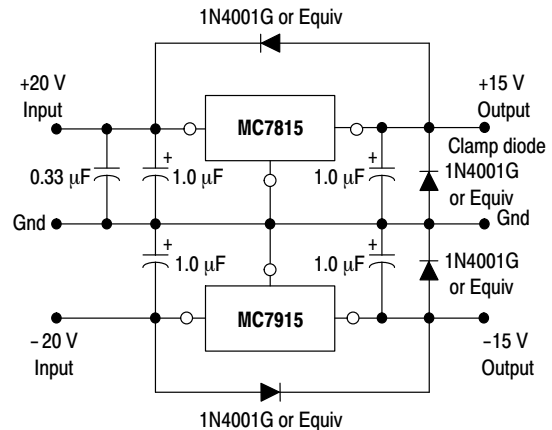 1N4001G or Equiv
+20 V
Input
MC7815
+15 V
Output
Clamp diode
0.33 μF
+
1.0 μF
1.0 μF
+
1N4001G
or Equiv
Gnd
Gnd
+
1.0 μF
1.0 μF
+
1N4001G
or Equiv
−20 V
Input
MC7915
−15 V
Output
1N4001G or Equiv